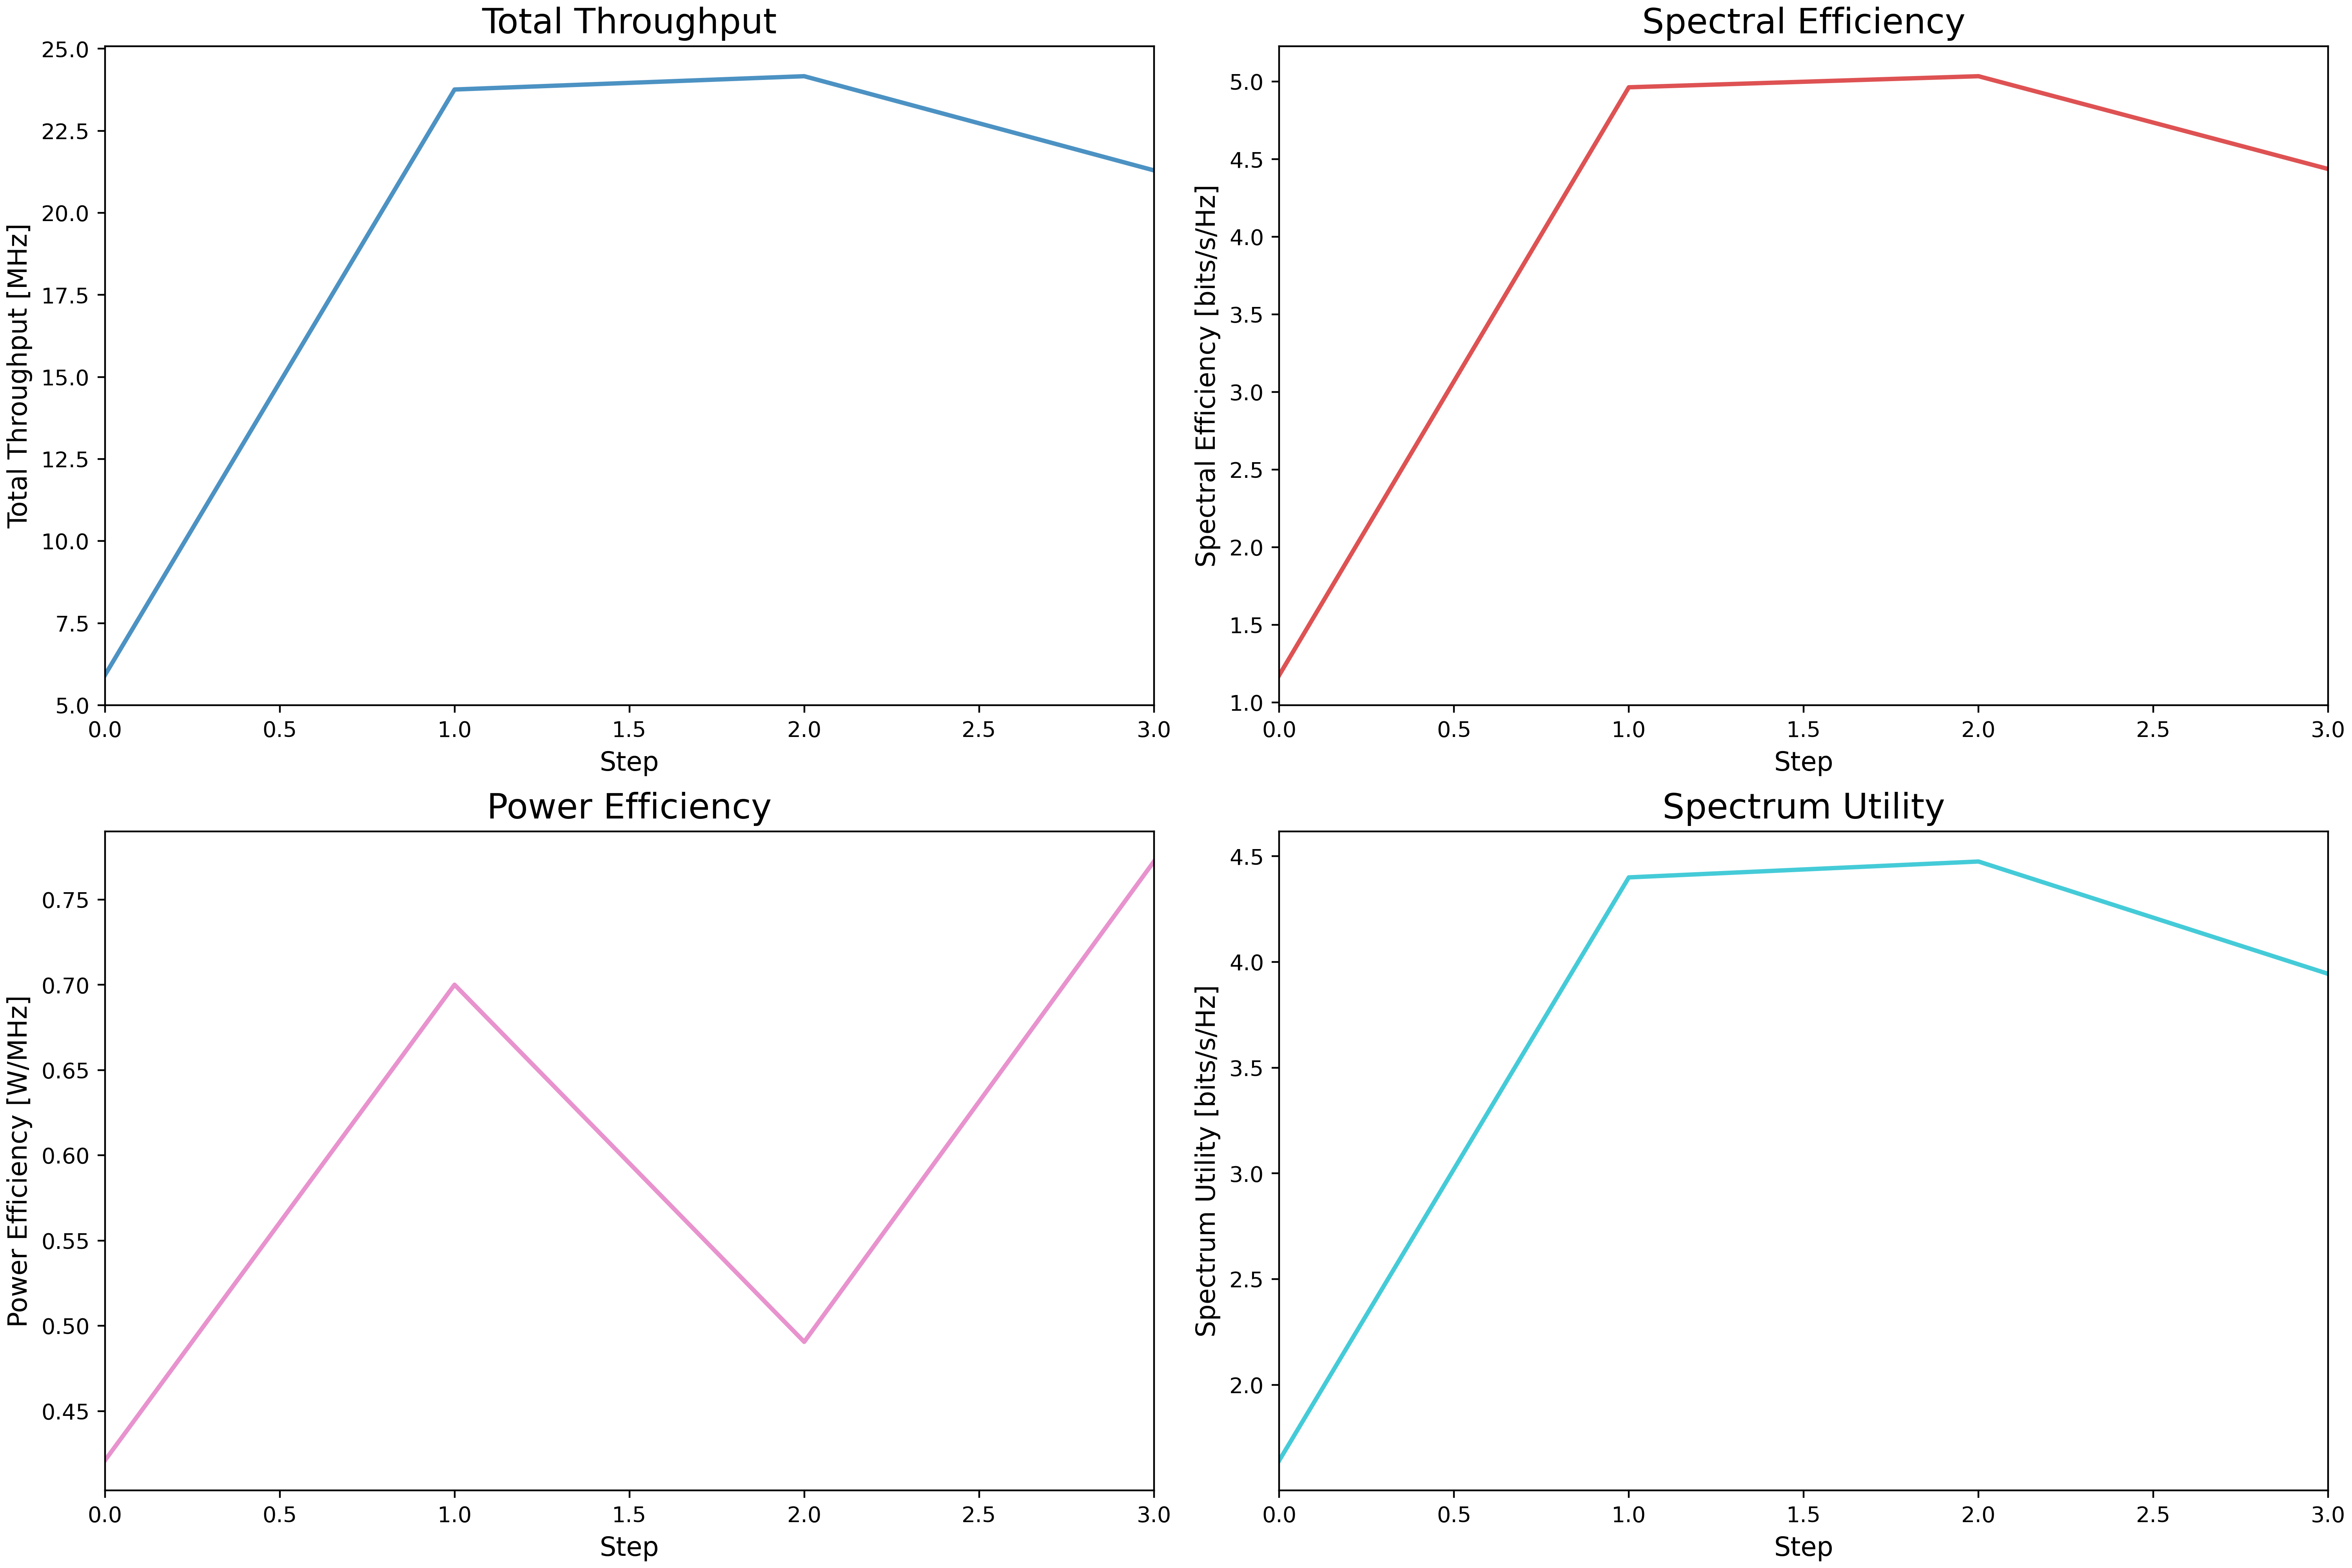 Total Throughput
Total Throughput [MHz]
25.0
22.5
20.0
17.5
15.0
12.5
10.0
7.5
5.0
0.0 0.5 1.0 1.5 2.0 2.5 3.0
Step
Spectral Efficiency
Spectral Efficiency [bits/s/Hz]
5.0
4.5
4.0
3.5
3.0
2.5
2.0
1.5
1.0
0.0 0.5 1.0 1.5 2.0 2.5 3.0
Step
Power Efficiency
Power Efficiency [W/MHz]
0.75
0.70
0.65
0.60
0.55
0.50
0.45
0.0 0.5 1.0 1.5 2.0 2.5 3.0
Step
Spectrum Utility
Spectrum Utility [bits/s/Hz]
4.5
4.0
3.5
3.0
2.5
2.0
0.0 0.5 1.0 1.5 2.0 2.5 3.0
Step